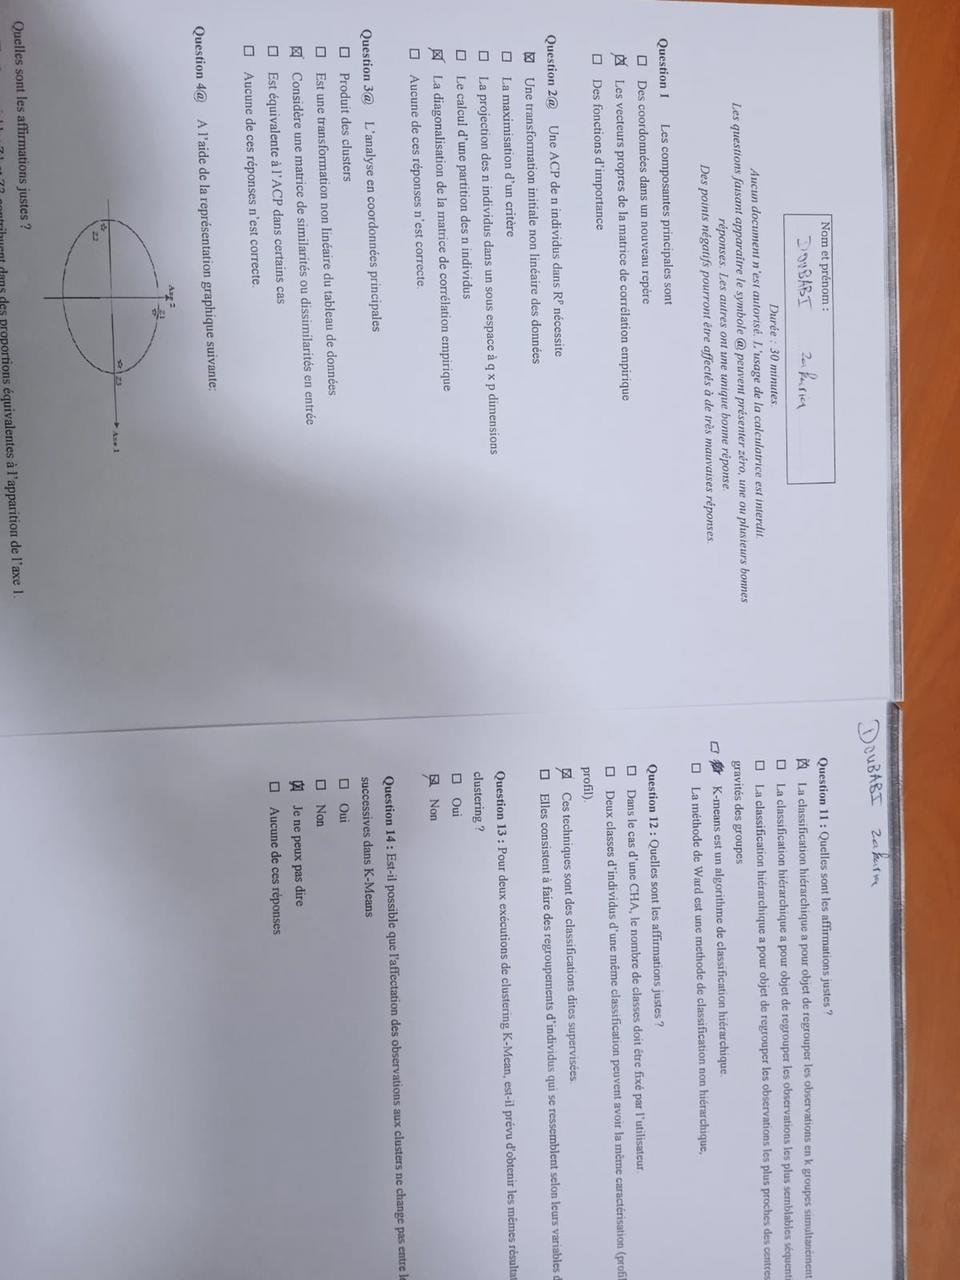 Nom et prénom :
DOUBABI Zakaria
Durée : 30 minutes.
Aucun document n'est autorisé. L'usage de la calculatrice est interdit.
Les questions faisant apparaître le symbole @ peuvent présenter zéro, une ou plusieurs bonnes
réponses. Les autres ont une unique bonne réponse.
Des points négatifs pourront être affectés à de très mauvaises réponses.
Question 1 Les composantes principales sont
Des coordonnées dans un nouveau repère
Les vecteurs propres de la matrice de corrélation empirique
Des fonctions d'importance
Question 2@ Une ACP de n individus dans Rᵖ nécessite
Une transformation initiale non linéaire des données
La maximisation d'un critère
La projection des n individus dans un sous espace à q x p dimensions
Le calcul d'une partition des n individus
La diagonalisation de la matrice de corrélation empirique
Aucune de ces réponses n'est correcte.
Question 3@ L'analyse en coordonnées principales
Produit des clusters
Est une transformation non linéaire du tableau de données
Considère une matrice de similarités ou dissimilarités en entrée
Est équivalente à l'ACP dans certains cas
Aucune de ces réponses n'est correcte.
Question 4@ A l'aide de la représentation graphique suivante:
Axe 2
Z1
Z3
Axe 1
Z2
Quelles sont les affirmations justes ?
Z1 et Z2 contribuent dans des proportions équivalentes à l'apparition de l'axe 1.
DOUBABI Zakaria
Question 11 : Quelles sont les affirmations justes ?
La classification hiérarchique a pour objet de regrouper les observations en k groupes simultanément
La classification hiérarchique a pour objet de regrouper les observations les plus semblables séquenti
La classification hiérarchique a pour objet de regrouper les observations les plus proches des centres
gravités des groupes
K-means est un algorithme de classification hiérarchique.
La méthode de Ward est une methode de classification non hiérarchique,
Question 12 : Quelles sont les affirmations justes ?
Dans le cas d'une CHA, le nombre de classes doit être fixé par l'utilisateur.
Deux classes d'individus d'une même classification peuvent avoir la même caractérisation (profil
profil).
Ces techniques sont des classifications dites supervisées.
Elles consistent à faire des regroupements d'individus qui se ressemblent selon leurs variables d
Question 13 : Pour deux exécutions de clustering K-Mean, est-il prévu d'obtenir les mêmes résultat
clustering ?
Oui
Non
Question 14 : Est-il possible que l'affectation des observations aux clusters ne change pas entre le
successives dans K-Means
Oui
Non
Je ne peux pas dire
Aucune de ces réponses